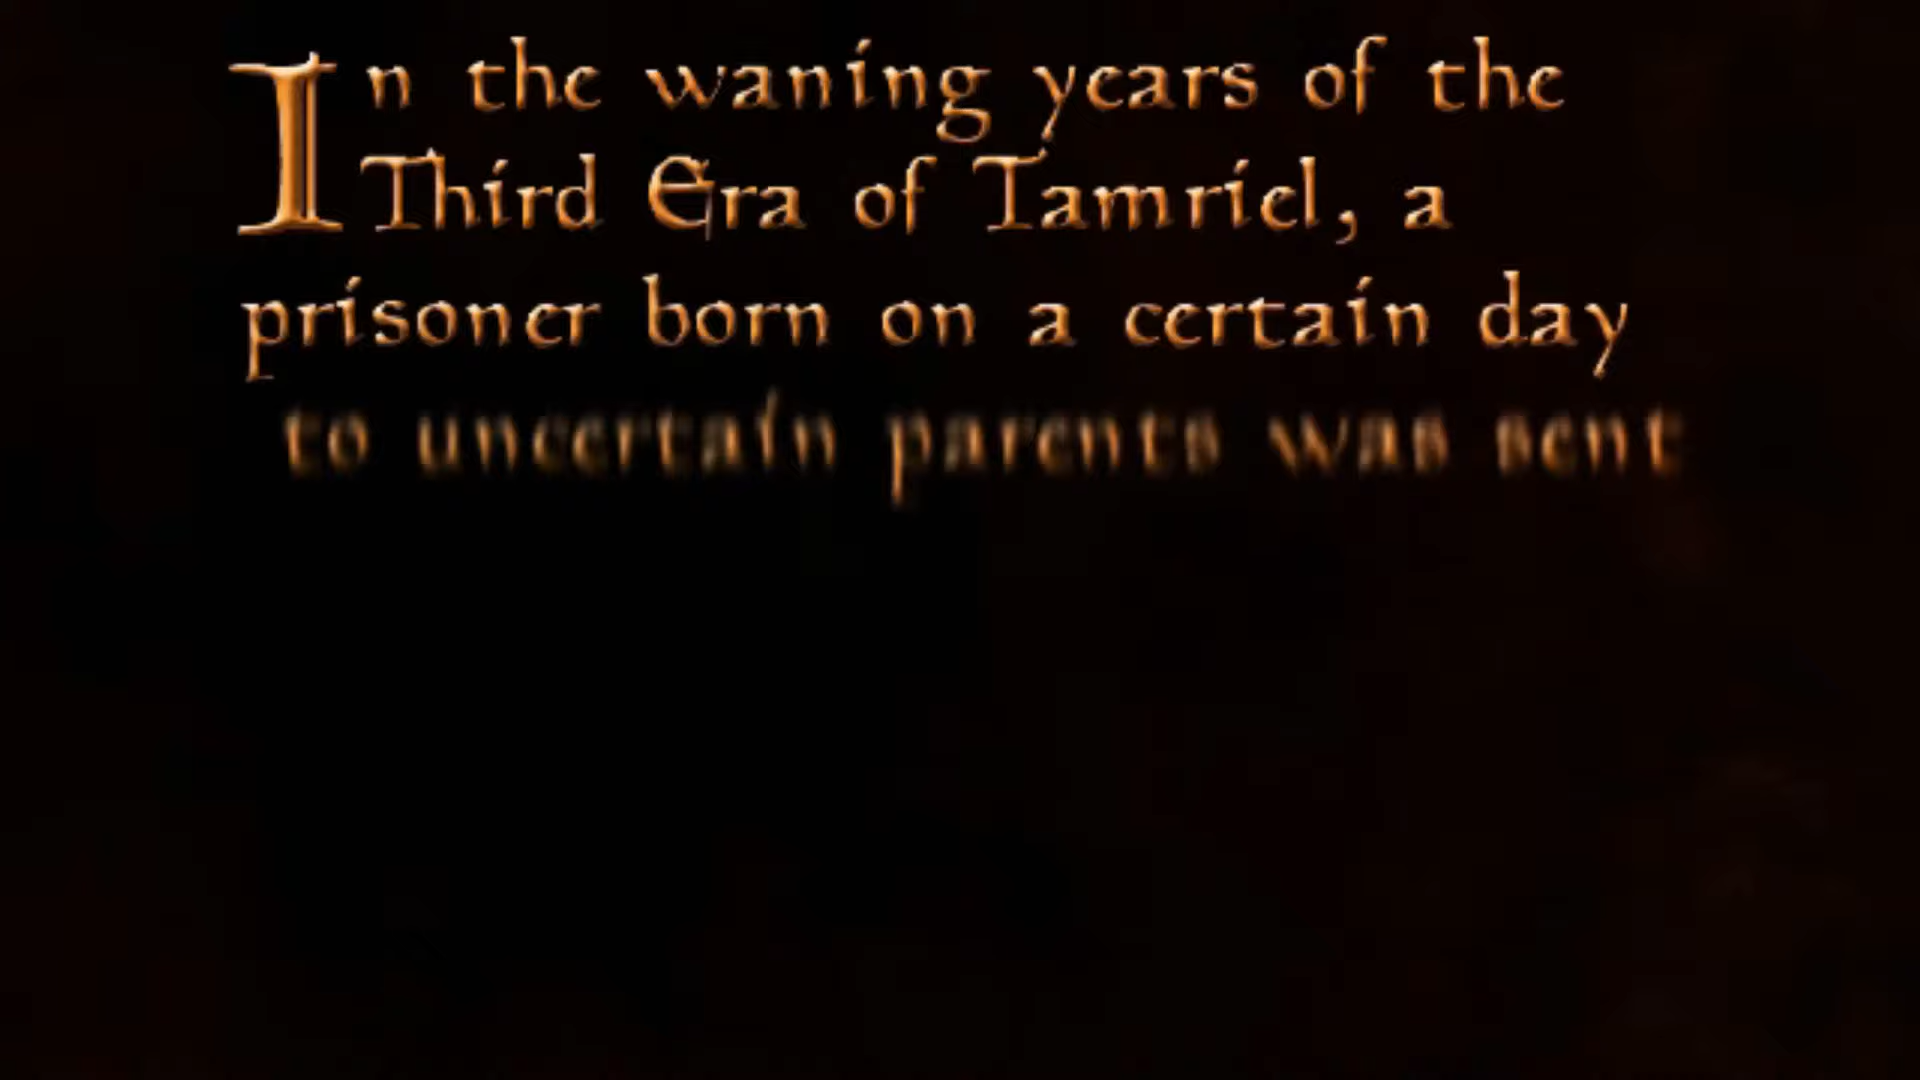 In the waning years of the
Third Era of Tamriel, a
prisoner born on a certain day
to uncertain parents was sent